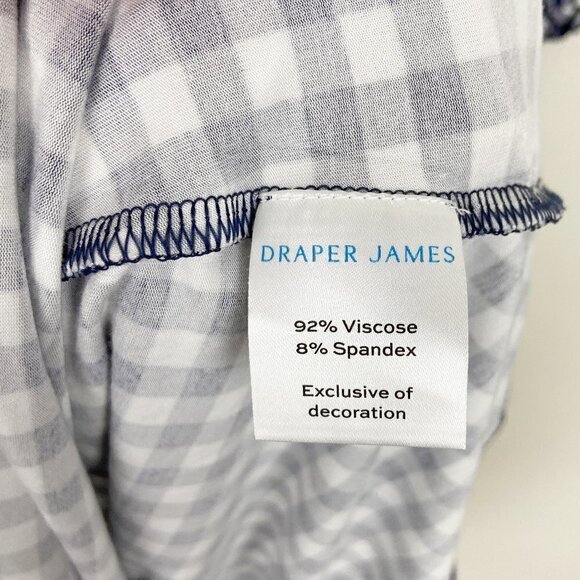 DRAPER JAMES
92% Viscose
8% Spandex
Exclusive of
decoration